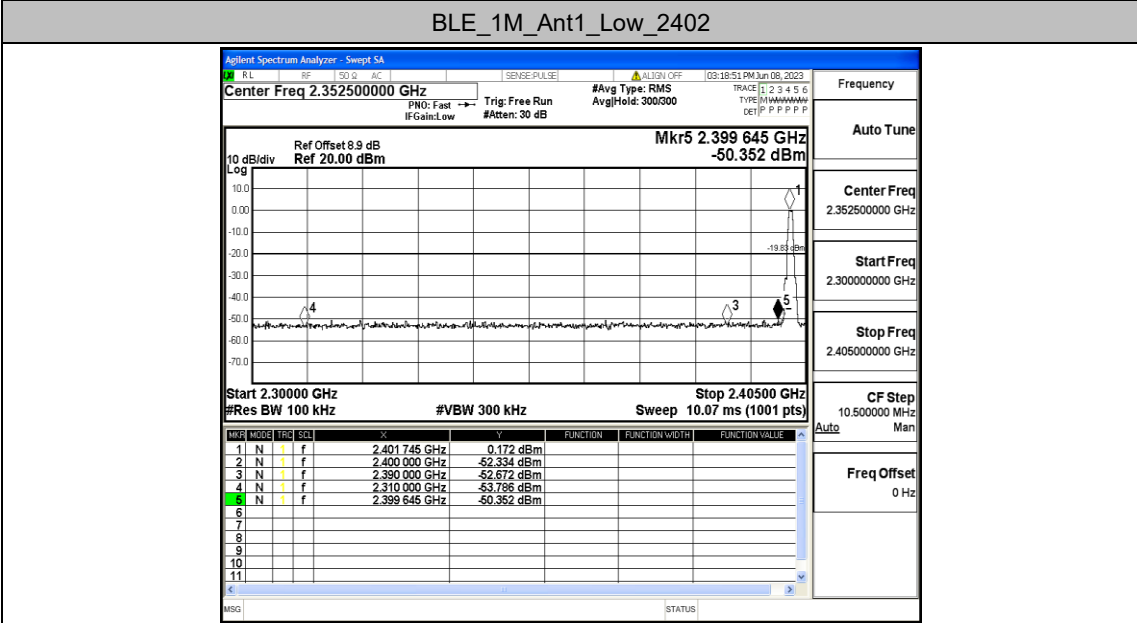 BLE_1M_Ant1_Low_2402
Agilent Spectrum Analyzer - Swept SA
RL RF 50 Ω AC SENSE:PULSE ALIGN OFF 03:18:51 PM Jun 08, 2023
Center Freq 2.352500000 GHz #Avg Type: RMS TRACE 1 2 3 4 5 6
PNO: Fast Trig: Free Run Avg|Hold: 300/300 TYPE M WWWWW
IFGain:Low #Atten: 30 dB DET P P P P P P
Frequency
Mkr5 2.399 645 GHz
-50.352 dBm
Ref Offset 8.9 dB
10 dB/div Ref 20.00 dBm
Log
10.0
0.00
-10.0
-20.0
-30.0
-40.0
-50.0
-60.0
-70.0
1
-19.83 dBm
4
3
5
Start 2.30000 GHz Stop 2.40500 GHz
#Res BW 100 kHz #VBW 300 kHz Sweep 10.07 ms (1001 pts)
MKR MODE TRC SCL X Y FUNCTION FUNCTION WIDTH FUNCTION VALUE
1 N 1 f 2.401 745 GHz 0.172 dBm
2 N 1 f 2.400 000 GHz -52.334 dBm
3 N 1 f 2.390 000 GHz -52.672 dBm
4 N 1 f 2.310 000 GHz -53.786 dBm
5 N 1 f 2.399 645 GHz -50.352 dBm
6
7
8
9
10
11
MSG STATUS
Auto Tune
Center Freq
2.352500000 GHz
Start Freq
2.300000000 GHz
Stop Freq
2.405000000 GHz
CF Step
10.500000 MHz
Auto Man
Freq Offset
0 Hz